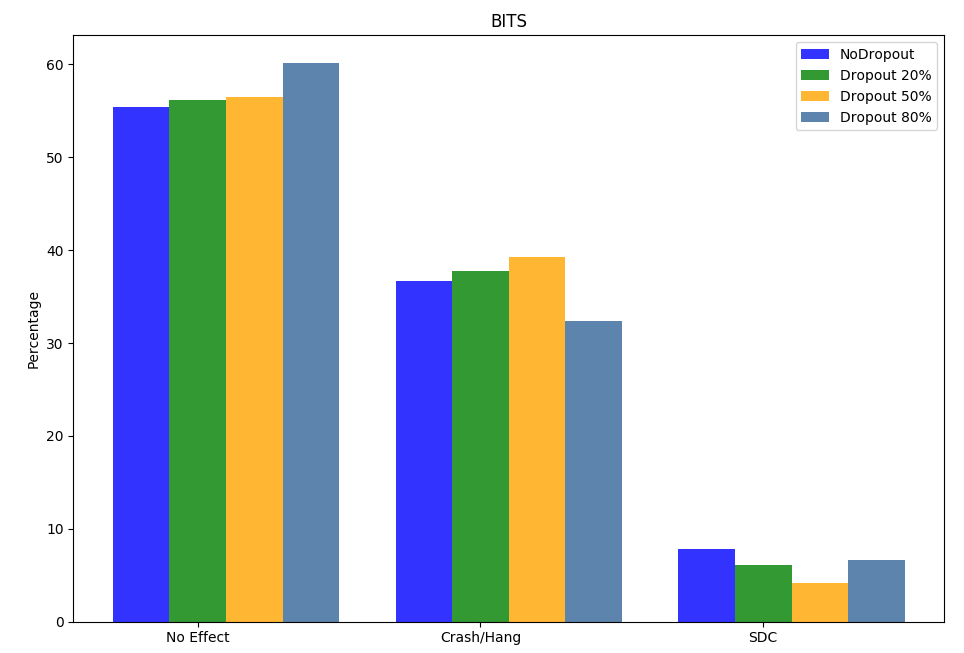 BITS
NoDropout
Dropout 20%
Dropout 50%
Dropout 80%
Percentage
60
50
40
30
20
10
0
No Effect
Crash/Hang
SDC